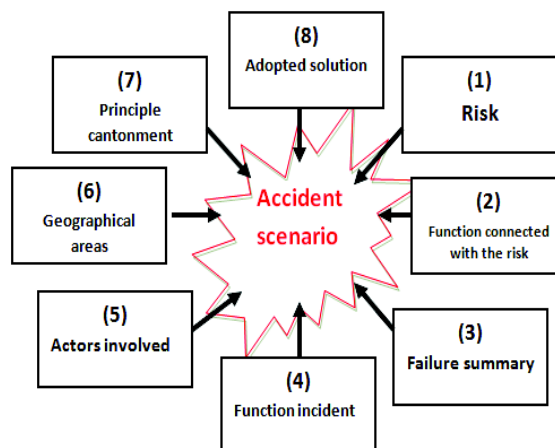 (8)
Adopted solution
(7)
Principle
cantonment
(1)
Risk
(6)
Geographical
areas
Accident
scenario
(2)
Function connected
with the risk
(5)
Actors involved
(3)
Failure summary
(4)
Function incident